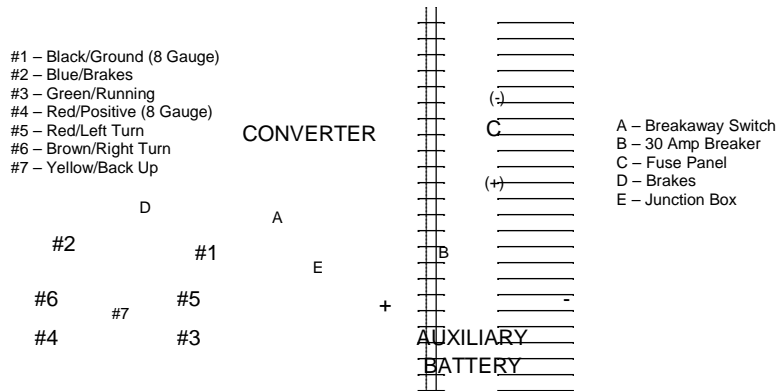 #1 – Black/Ground (8 Gauge)
#2 – Blue/Brakes
#3 – Green/Running
#4 – Red/Positive (8 Gauge)
#5 – Red/Left Turn
#6 – Brown/Right Turn
#7 – Yellow/Back Up
CONVERTER
(-)
C
(+)
A – Breakaway Switch
B – 30 Amp Breaker
C – Fuse Panel
D – Brakes
E – Junction Box
D
A
#2
#1
E
B
#6
#7
#5
+
-
#4
#3
AUXILIARY
BATTERY